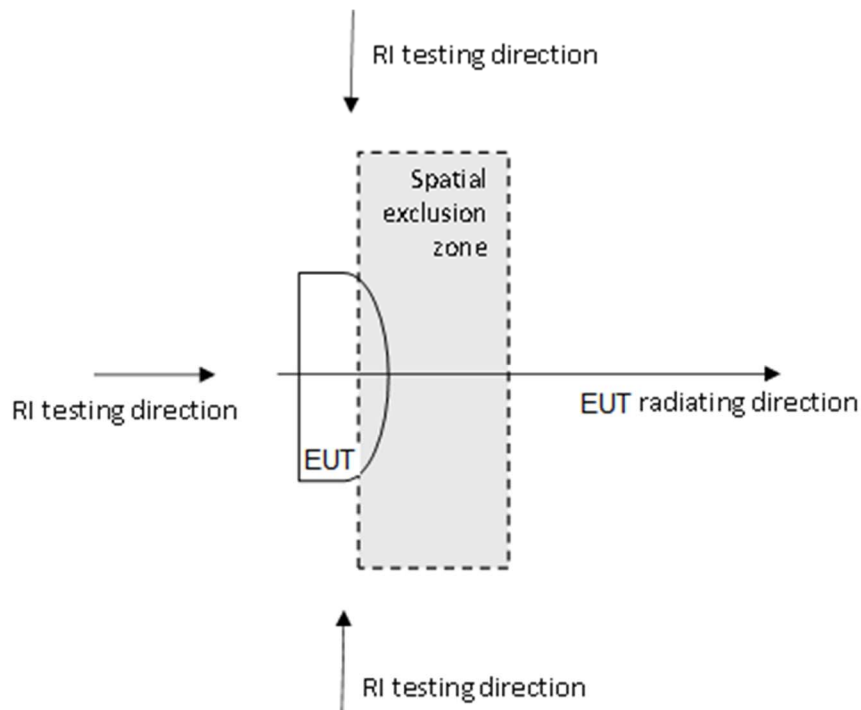 RI testing direction
Spatial
exclusion
zone
RI testing direction
EUT radiating direction
EUT
RI testing direction